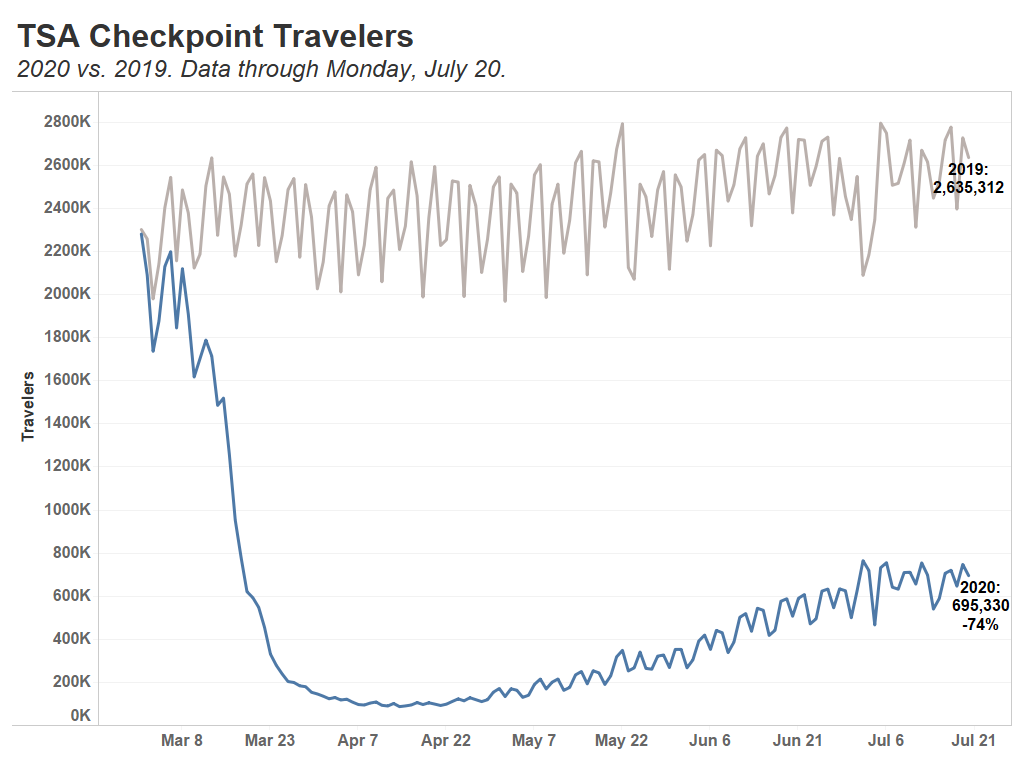 TSA Checkpoint Travelers
2020 vs. 2019. Data through Monday, July 20.
2800K
2600K
2400K
2200K
2000K
1800K
1600K
1400K
1200K
1000K
800K
600K
400K
200K
0K
Travelers
2019:
2,635,312
2020:
695,330
-74%
Mar 8
Mar 23
Apr 7
Apr 22
May 7
May 22
Jun 6
Jun 21
Jul 6
Jul 21